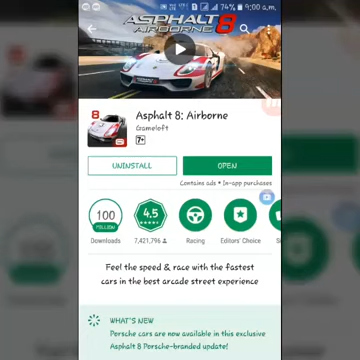 74% 9:00 a.m.
ASPHALT 8
AIRBORNE
Asphalt 8: Airborne
Gameloft
7+
UNINSTALL
OPEN
Contains ads • In-app purchases
100
MILLION
4.5
Downloads
7,421,796
Racing
Editors' Choice
Feel the speed & race with the fastest
cars in the best arcade street experience
WHAT'S NEW
Porsche cars are now available in this exclusive
Asphalt 8 Porsche-branded update!